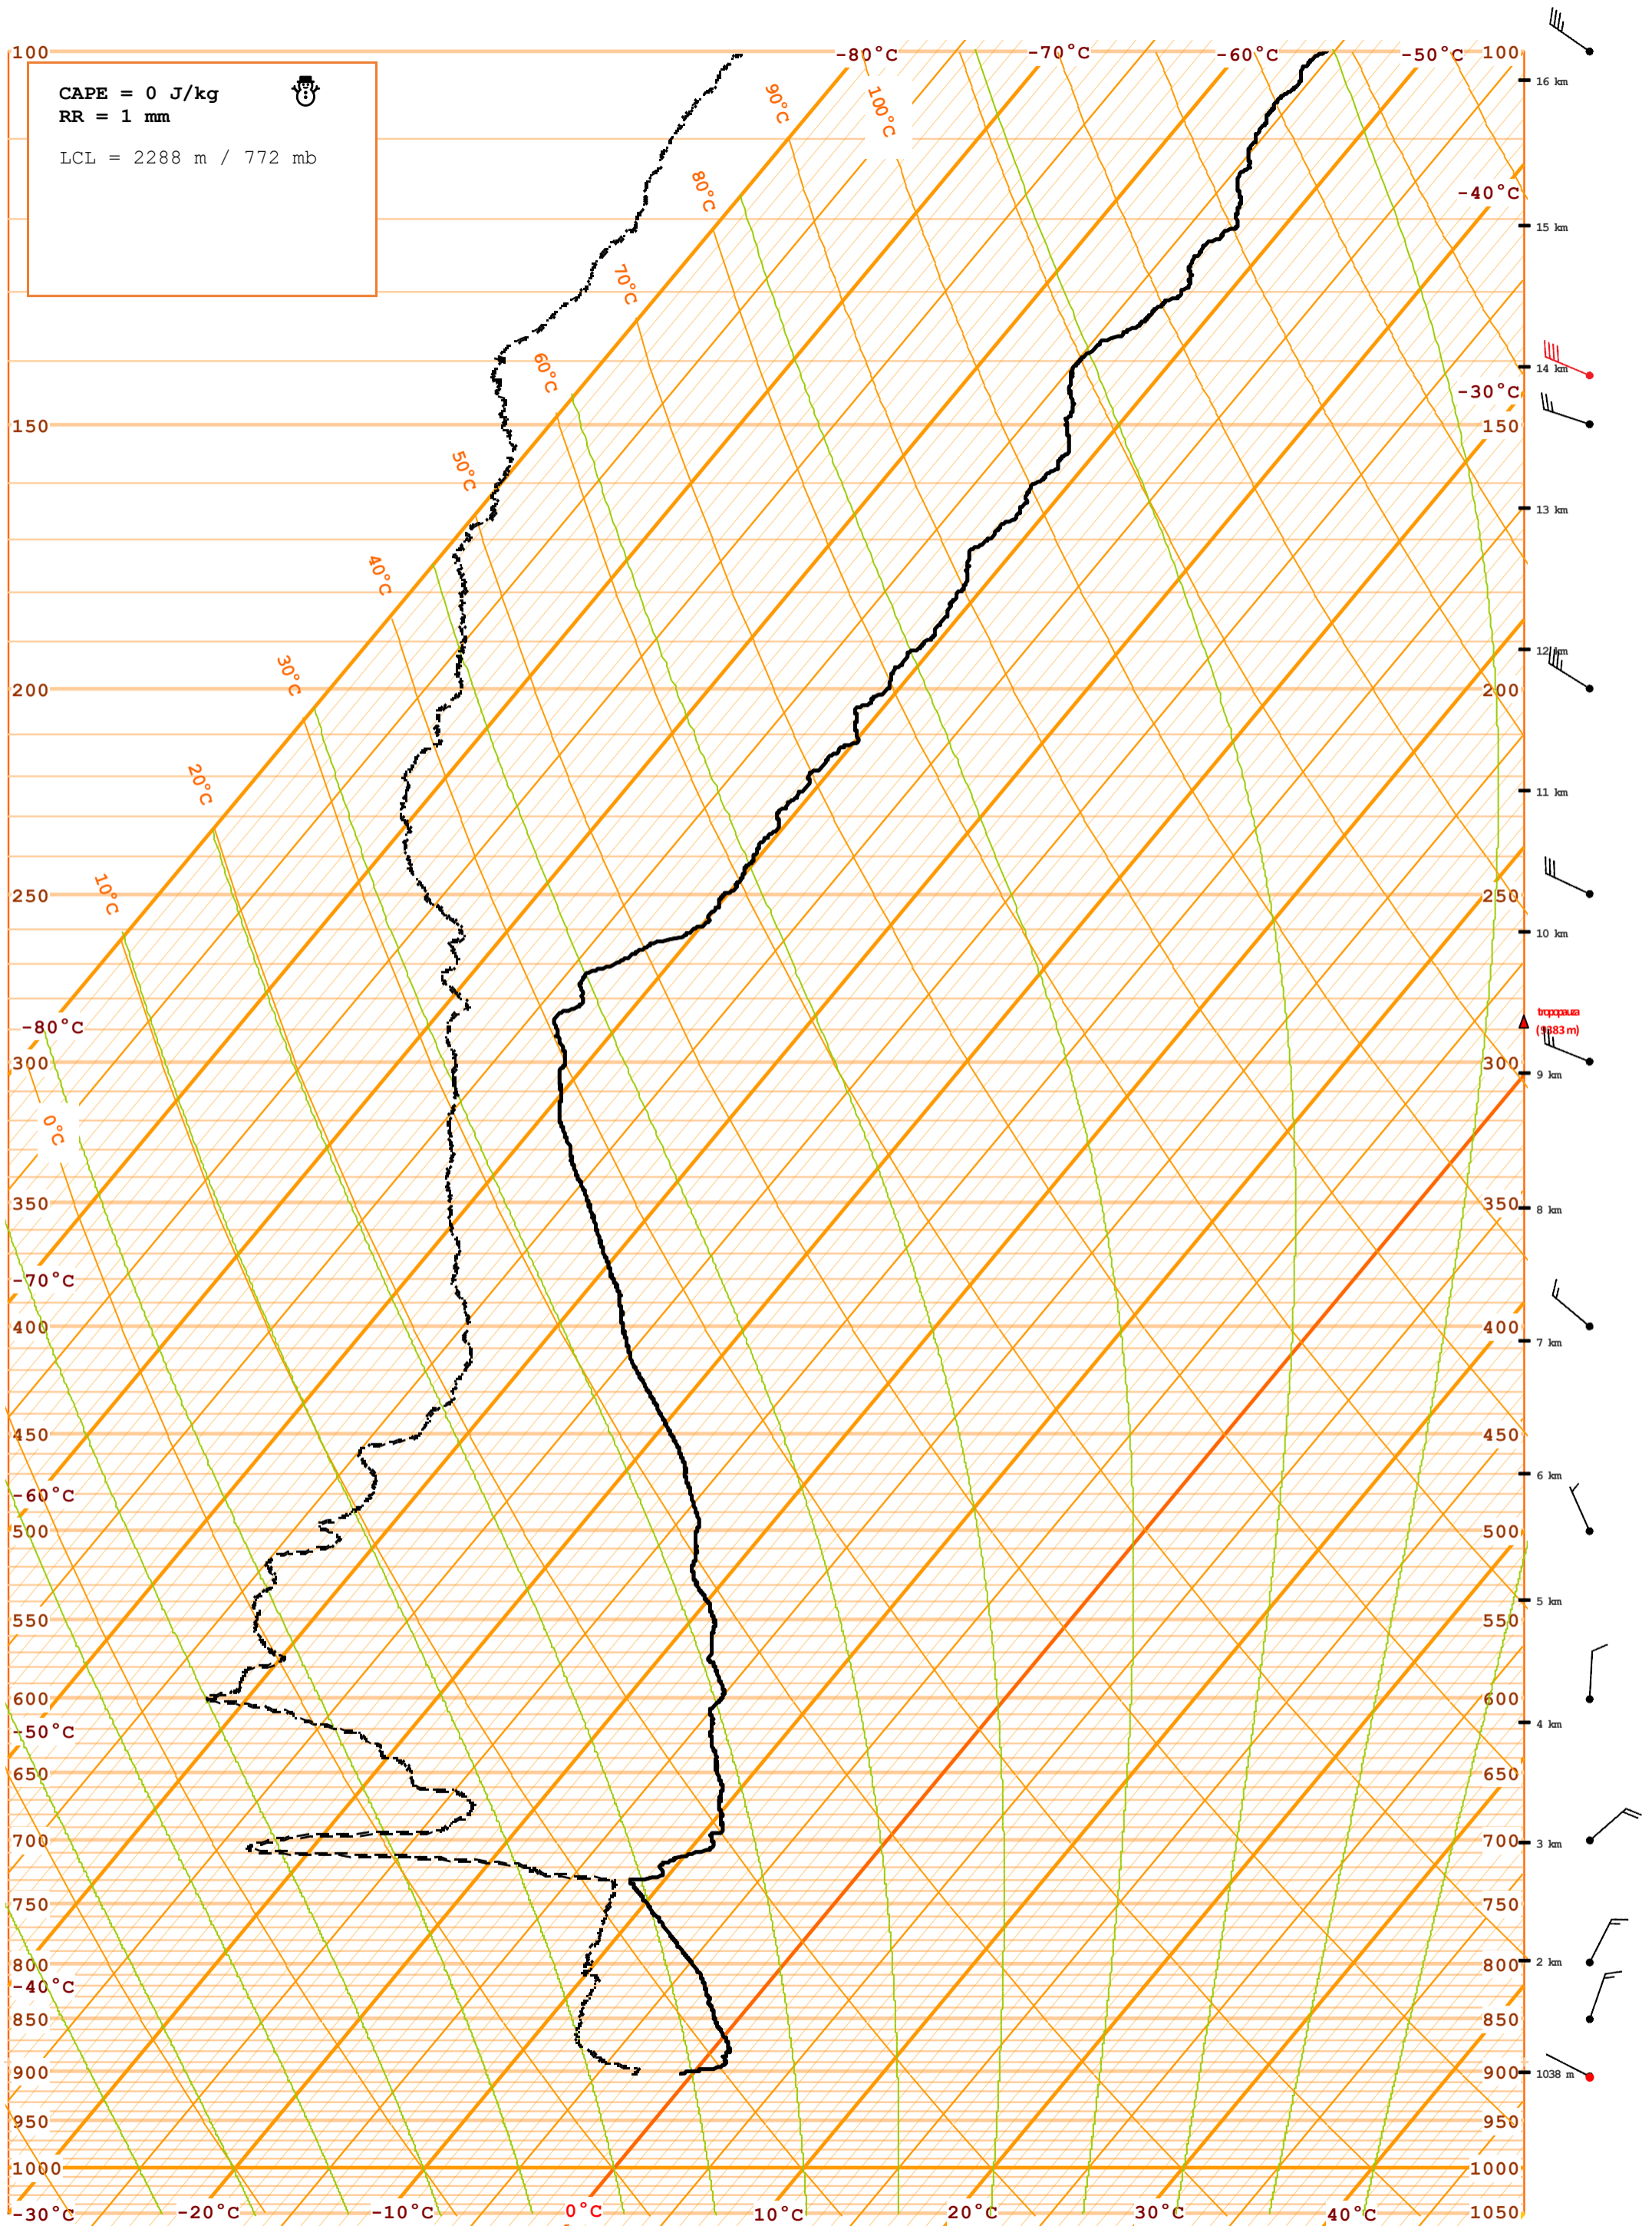 -80°C -70°C -60°C -50°C
100 100
16 km
CAPE = 0 J/kg
RR = 1 mm
LCL = 2288 m / 772 mb
90°C 100°C
80°C -40°C
15 km
70°C
60°C 14 km
-30°C
150 150
50°C
13 km
40°C
30°C 12 km
200 200
20°C
11 km
10°C
250 250
10 km
tropopauza
-80°C (9383 m)
300 300
9 km
0°C
350 350
8 km
-70°C
400 400
7 km
450 450
6 km
-60°C
500 500
5 km
550 550
600 600
4 km
-50°C
650 650
700 700
3 km
750 750
800 800
2 km
-40°C
850 850
900 900
1038 m
950 950
1000 1000
-30°C -20°C -10°C 0°C 10°C 20°C 30°C 40°C 1050